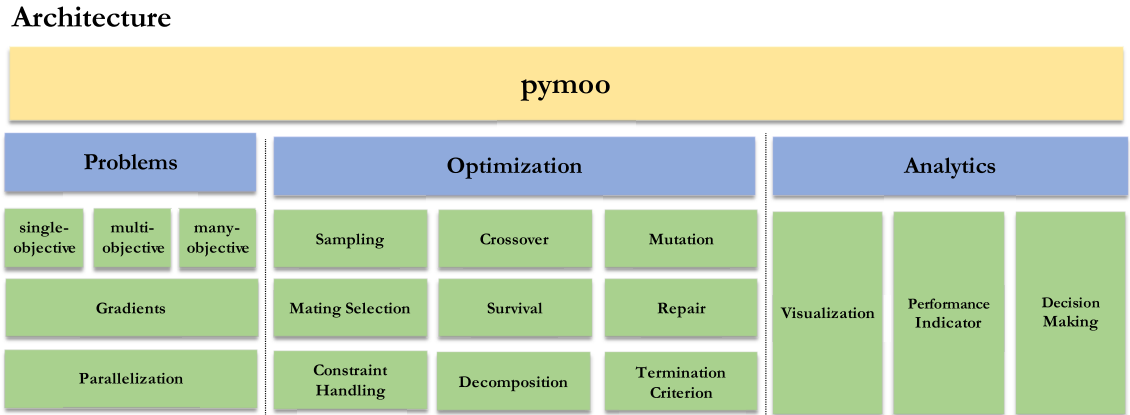 Architecture
pymoo
Problems
Optimization
Analytics
single-
objective
multi-
objective
many-
objective
Gradients
Parallelization
Sampling
Crossover
Mutation
Mating Selection
Survival
Repair
Constraint
Handling
Decomposition
Termination
Criterion
Visualization
Performance
Indicator
Decision
Making